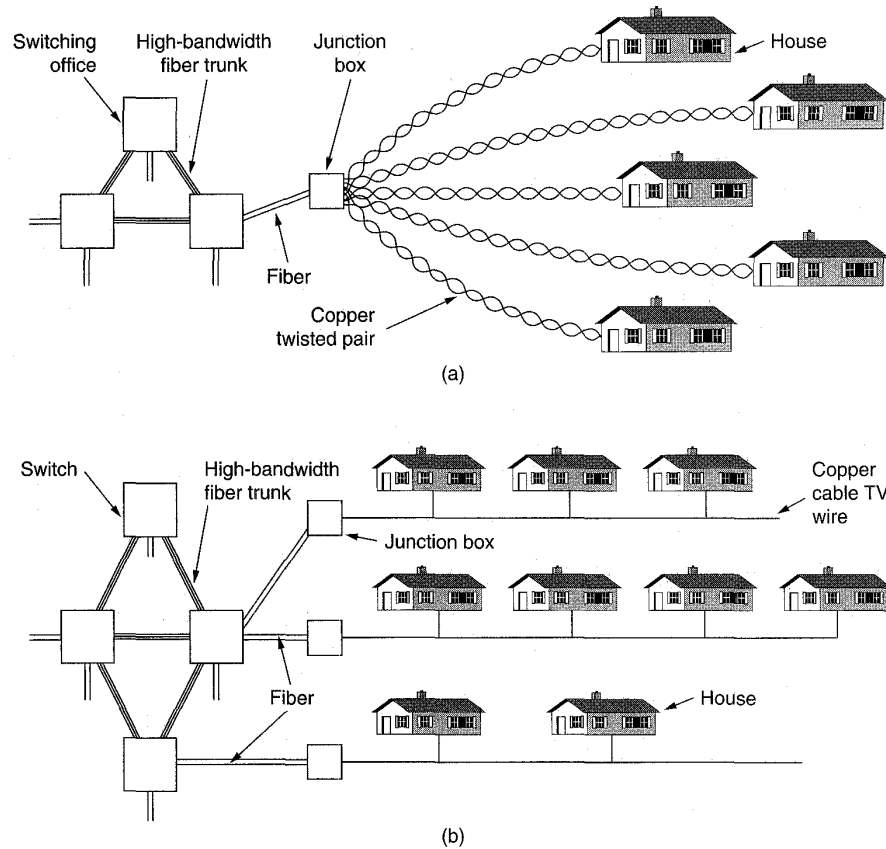 Switching
office
High-bandwidth
fiber trunk
Junction
box
House
Fiber
Copper
twisted pair
(a)
Switch
High-bandwidth
fiber trunk
Copper
cable TV
wire
Junction box
Fiber
House
(b)